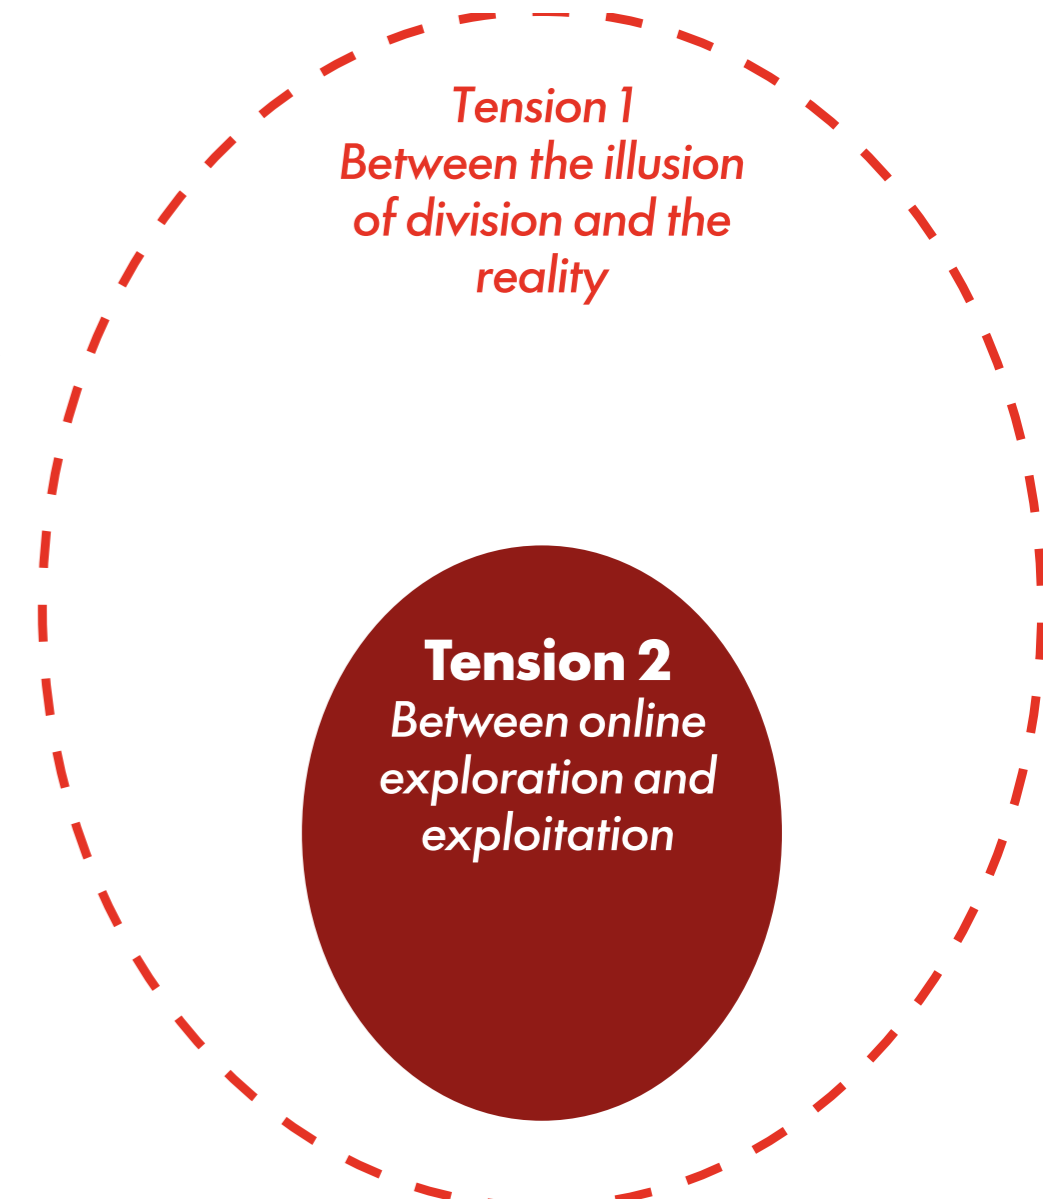 Tension 1
Between the illusion
of division and the
reality
Tension 2
Between online
exploration and
exploitation